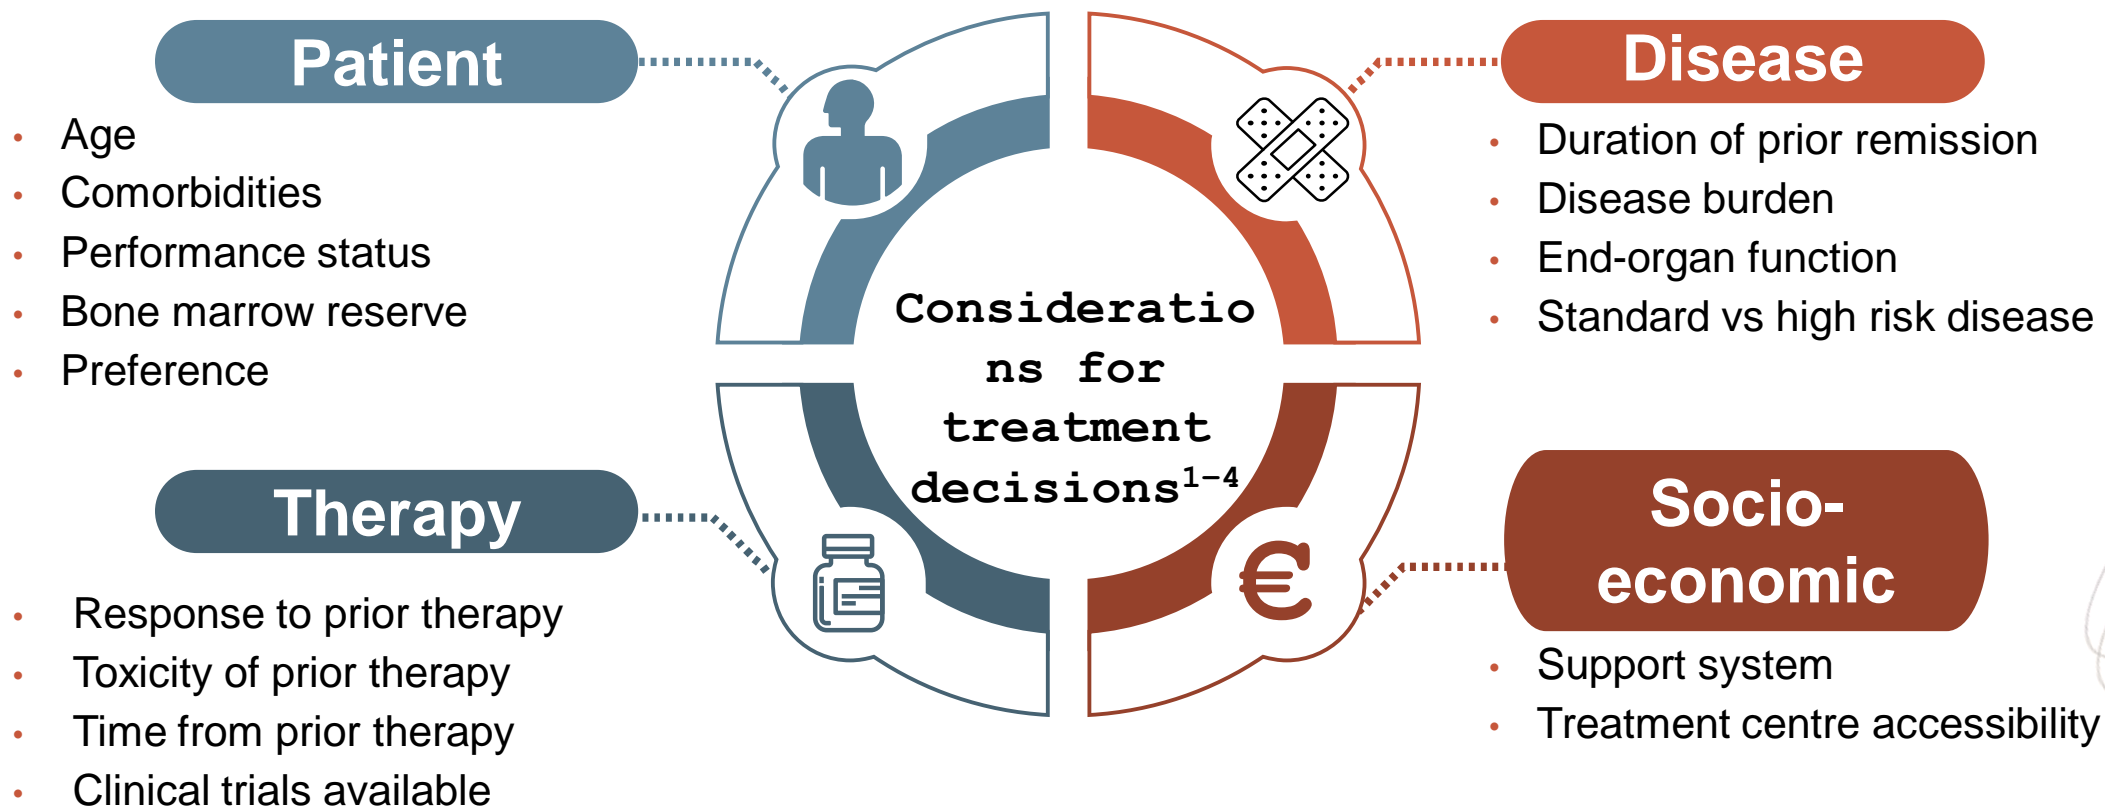 Patient
• Age
• Comorbidities
• Performance status
• Bone marrow reserve
• Preference
Disease
• Duration of prior remission
• Disease burden
• End-organ function
• Standard vs high risk disease
Consideratio
ns for
treatment
decisions¹⁻⁴
Therapy
• Response to prior therapy
• Toxicity of prior therapy
• Time from prior therapy
• Clinical trials available
Socio-
economic
€
• Support system
• Treatment centre accessibility